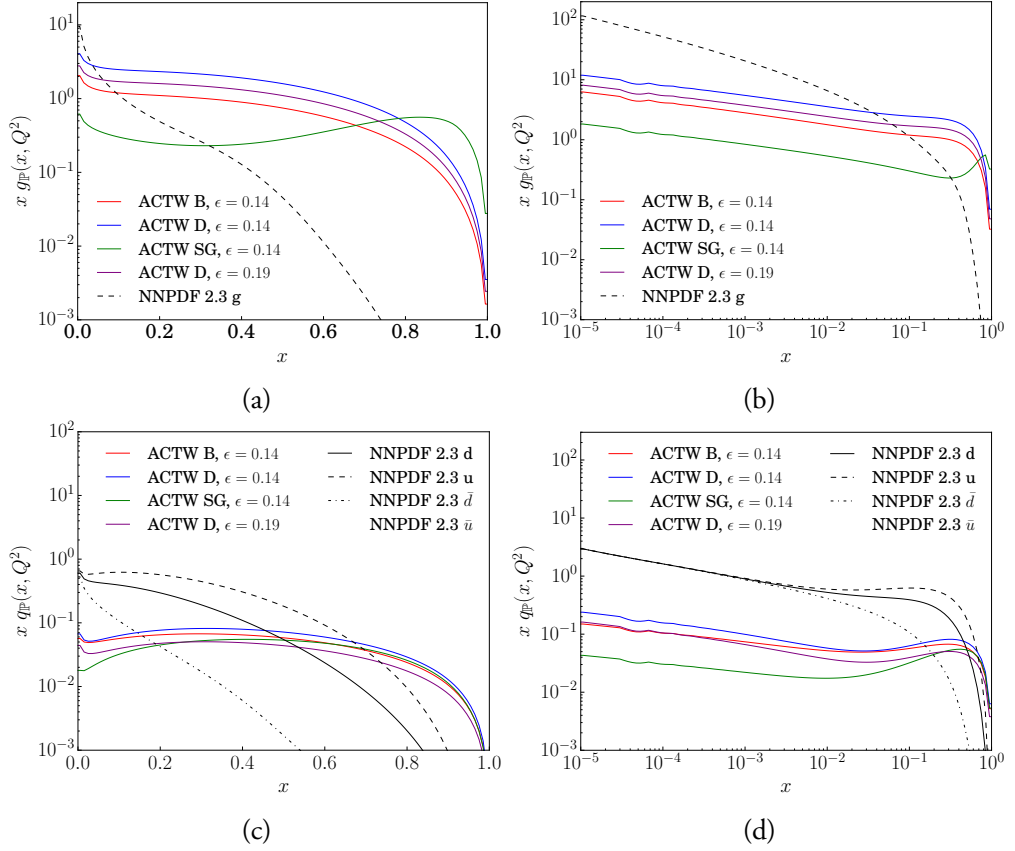 10^1
10^0
10^{-1}
10^{-2}
10^{-3}
x g_ℙ(x, Q^2)
ACTW B, ϵ = 0.14
ACTW D, ϵ = 0.14
ACTW SG, ϵ = 0.14
ACTW D, ϵ = 0.19
NNPDF 2.3 g
0.0 0.2 0.4 0.6 0.8 1.0
x
(a)
10^2
10^1
10^0
10^{-1}
10^{-2}
10^{-3}
x g_ℙ(x, Q^2)
ACTW B, ϵ = 0.14
ACTW D, ϵ = 0.14
ACTW SG, ϵ = 0.14
ACTW D, ϵ = 0.19
NNPDF 2.3 g
10^{-5} 10^{-4} 10^{-3} 10^{-2} 10^{-1} 10^0
x
(b)
10^2
10^1
10^0
10^{-1}
10^{-2}
10^{-3}
x q_ℙ(x, Q^2)
ACTW B, ϵ = 0.14
ACTW D, ϵ = 0.14
ACTW SG, ϵ = 0.14
ACTW D, ϵ = 0.19
NNPDF 2.3 d
NNPDF 2.3 u
NNPDF 2.3 d̄
NNPDF 2.3 ū
0.0 0.2 0.4 0.6 0.8 1.0
x
(c)
10^2
10^1
10^0
10^{-1}
10^{-2}
10^{-3}
x q_ℙ(x, Q^2)
ACTW B, ϵ = 0.14
ACTW D, ϵ = 0.14
ACTW SG, ϵ = 0.14
ACTW D, ϵ = 0.19
NNPDF 2.3 d
NNPDF 2.3 u
NNPDF 2.3 d̄
NNPDF 2.3 ū
10^{-5} 10^{-4} 10^{-3} 10^{-2} 10^{-1} 10^0
x
(d)